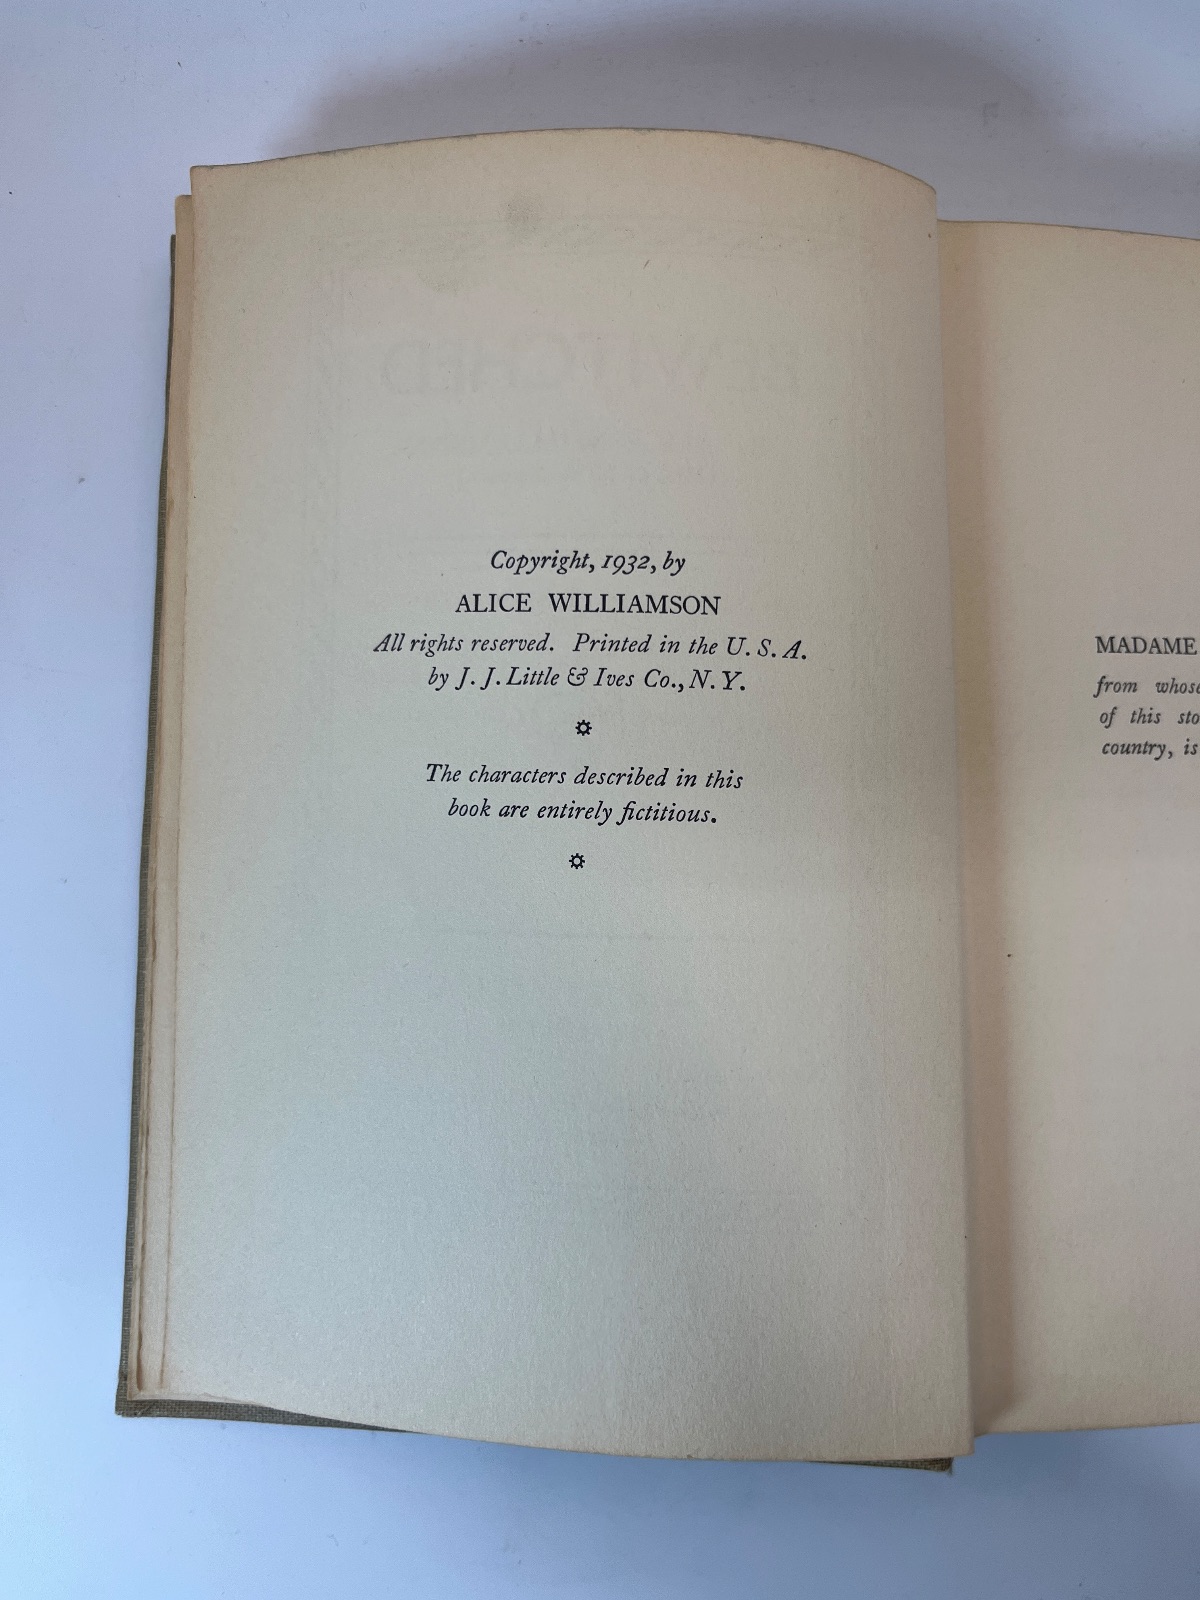 Copyright, 1932, by
ALICE WILLIAMSON
All rights reserved. Printed in the U. S. A.
by J. J. Little & Ives Co., N. Y.
The characters described in this
book are entirely fictitious.
BEWITCHED
MADAME
from whose
of this
country, is